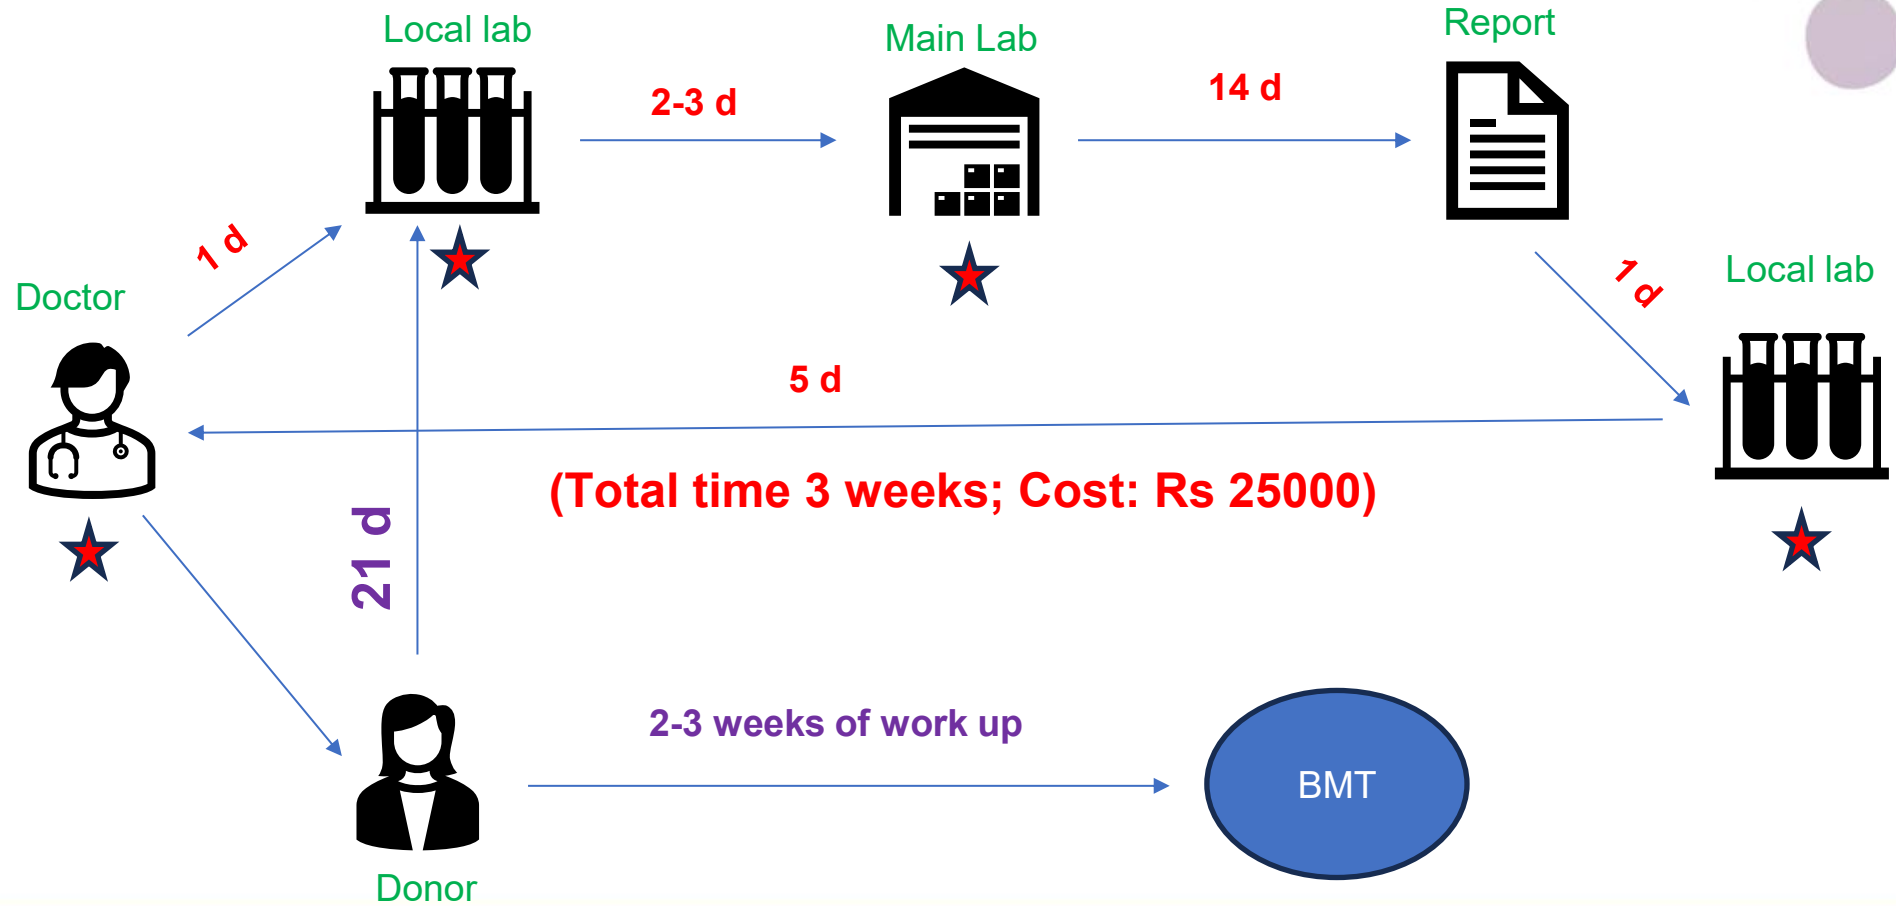 Local lab
Main Lab
Report
2-3 d
14 d
1 d
Doctor
1 d
Local lab
5 d
(Total time 3 weeks; Cost: Rs 25000)
21 d
2-3 weeks of work up
BMT
Donor